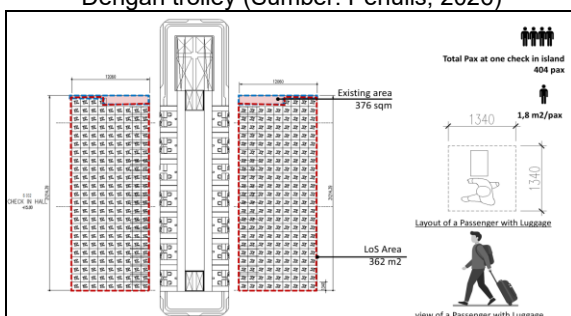 Dengan trolley (Sumber: Penulis, 2020)
Total Pax at one check in island
404 pax
Existing area
376 sqm
1,8 m2/pax
1340
1340
CHECK IN HALL
Layout of a Passenger with Luggage
LoS Area
362 m2
view of a Passenger with Luggage